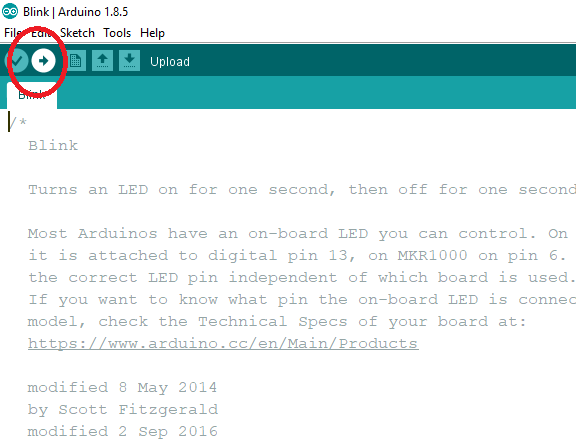 Blink | Arduino 1.8.5
File Edit Sketch Tools Help
Upload
Blink
/*
Blink
Turns an LED on for one second, then off for one second
Most Arduinos have an on-board LED you can control. On
it is attached to digital pin 13, on MKR1000 on pin 6.
the correct LED pin independent of which board is used.
If you want to know what pin the on-board LED is connec
model, check the Technical Specs of your board at:
https://www.arduino.cc/en/Main/Products
modified 8 May 2014
by Scott Fitzgerald
modified 2 Sep 2016